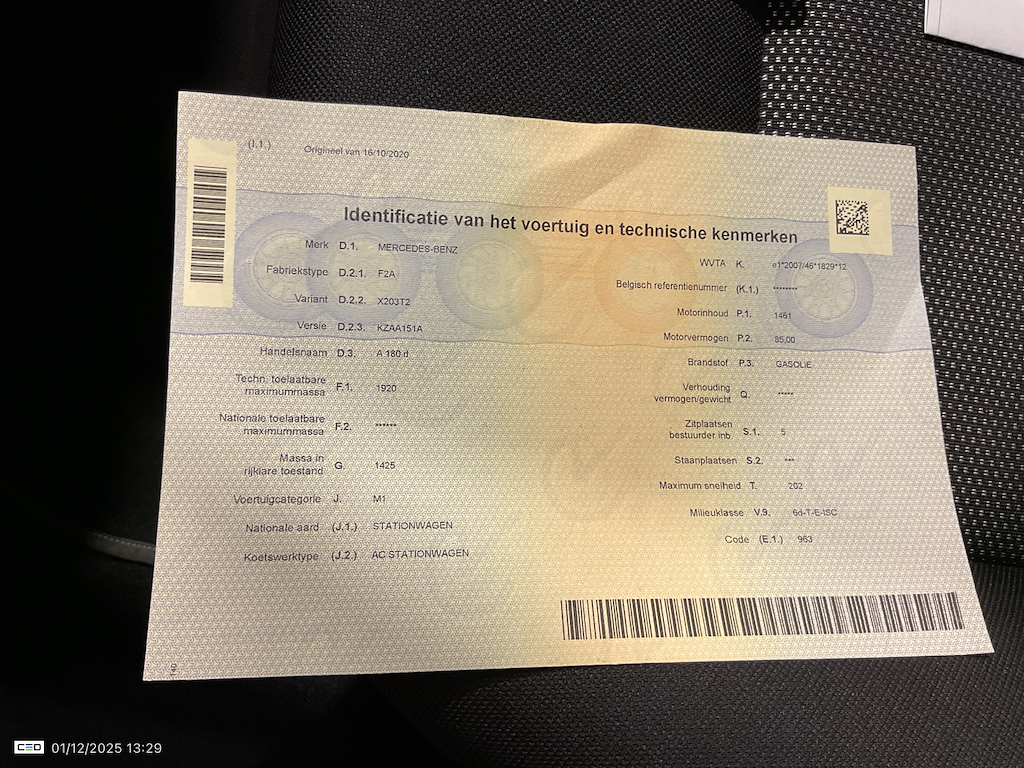 (I.1.) Origineel van 16/10/2020
Identificatie van het voertuig en technische kenmerken
Merk D.1. MERCEDES-BENZ
Fabriekstype D.2.1. F2A
Variant D.2.2. X203T2
Versie D.2.3. KZAA151A
Handelsnaam D.3. A 180 d
Techn. toelaatbare
maximummassa F.1. 1920
Nationale toelaatbare
maximummassa F.2. ******
Massa in
rijklare toestand G. 1425
Voertuigcategorie J. M1
Nationale aard (J.1.) STATIONWAGEN
Koetswerktype (J.2.) AC STATIONWAGEN
WVTA K. e1*2007/46*1829*12
Belgisch referentienummer (K.1.) ********
Motorinhoud P.1. 1461
Motorvermogen P.2. 85,00
Brandstof P.3. GASOLIE
Verhouding
vermogen/gewicht Q. *****
Zitplaatsen
bestuurder inb S.1. 5
Staanplaatsen S.2. ***
Maximum snelheid T. 202
Milieuklasse V.9. 6d-T-E-ISC
Code (E.1.) 963
140
CEO 01/12/2025 13:29